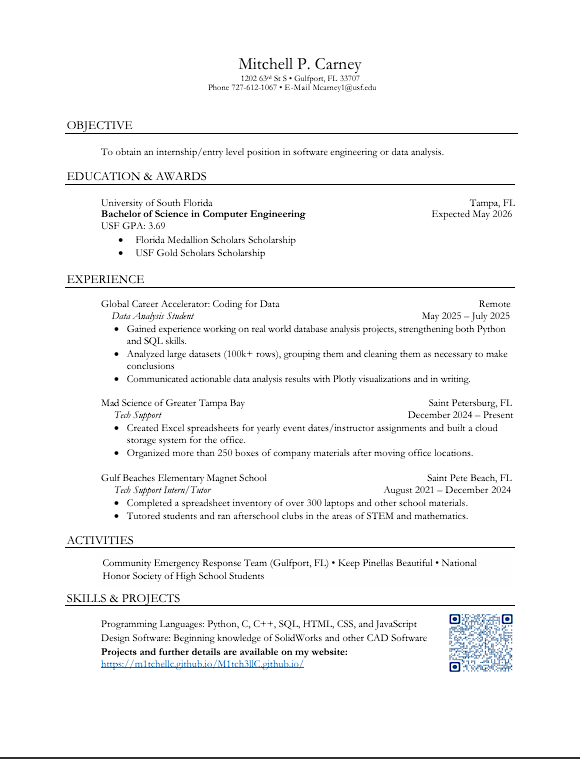 Mitchell P. Carney
1202 63rd St S • Gulfport, FL 33707
Phone 727-612-1067 • E-Mail Mcarney1@usf.edu
OBJECTIVE
To obtain an internship/entry level position in software engineering or data analysis.
EDUCATION & AWARDS
University of South Florida Tampa, FL
Bachelor of Science in Computer Engineering Expected May 2026
USF GPA: 3.69
• Florida Medallion Scholars Scholarship
• USF Gold Scholars Scholarship
EXPERIENCE
Global Career Accelerator: Coding for Data Remote
Data Analysis Student May 2025 – July 2025
• Gained experience working on real world database analysis projects, strengthening both Python
and SQL skills.
• Analyzed large datasets (100k+ rows), grouping them and cleaning them as necessary to make
conclusions
• Communicated actionable data analysis results with Plotly visualizations and in writing.
Mad Science of Greater Tampa Bay Saint Petersburg, FL
Tech Support December 2024 – Present
• Created Excel spreadsheets for yearly event dates/instructor assignments and built a cloud
storage system for the office.
• Organized more than 250 boxes of company materials after moving office locations.
Gulf Beaches Elementary Magnet School Saint Pete Beach, FL
Tech Support Intern/Tutor August 2021 – December 2024
• Completed a spreadsheet inventory of over 300 laptops and other school materials.
• Tutored students and ran afterschool clubs in the areas of STEM and mathematics.
ACTIVITIES
Community Emergency Response Team (Gulfport, FL) • Keep Pinellas Beautiful • National
Honor Society of High School Students
SKILLS & PROJECTS
Programming Languages: Python, C, C++, SQL, HTML, CSS, and JavaScript
Design Software: Beginning knowledge of SolidWorks and other CAD Software
Projects and further details are available on my website:
https://m1tchellc.github.io/M1tch3llC.github.io/